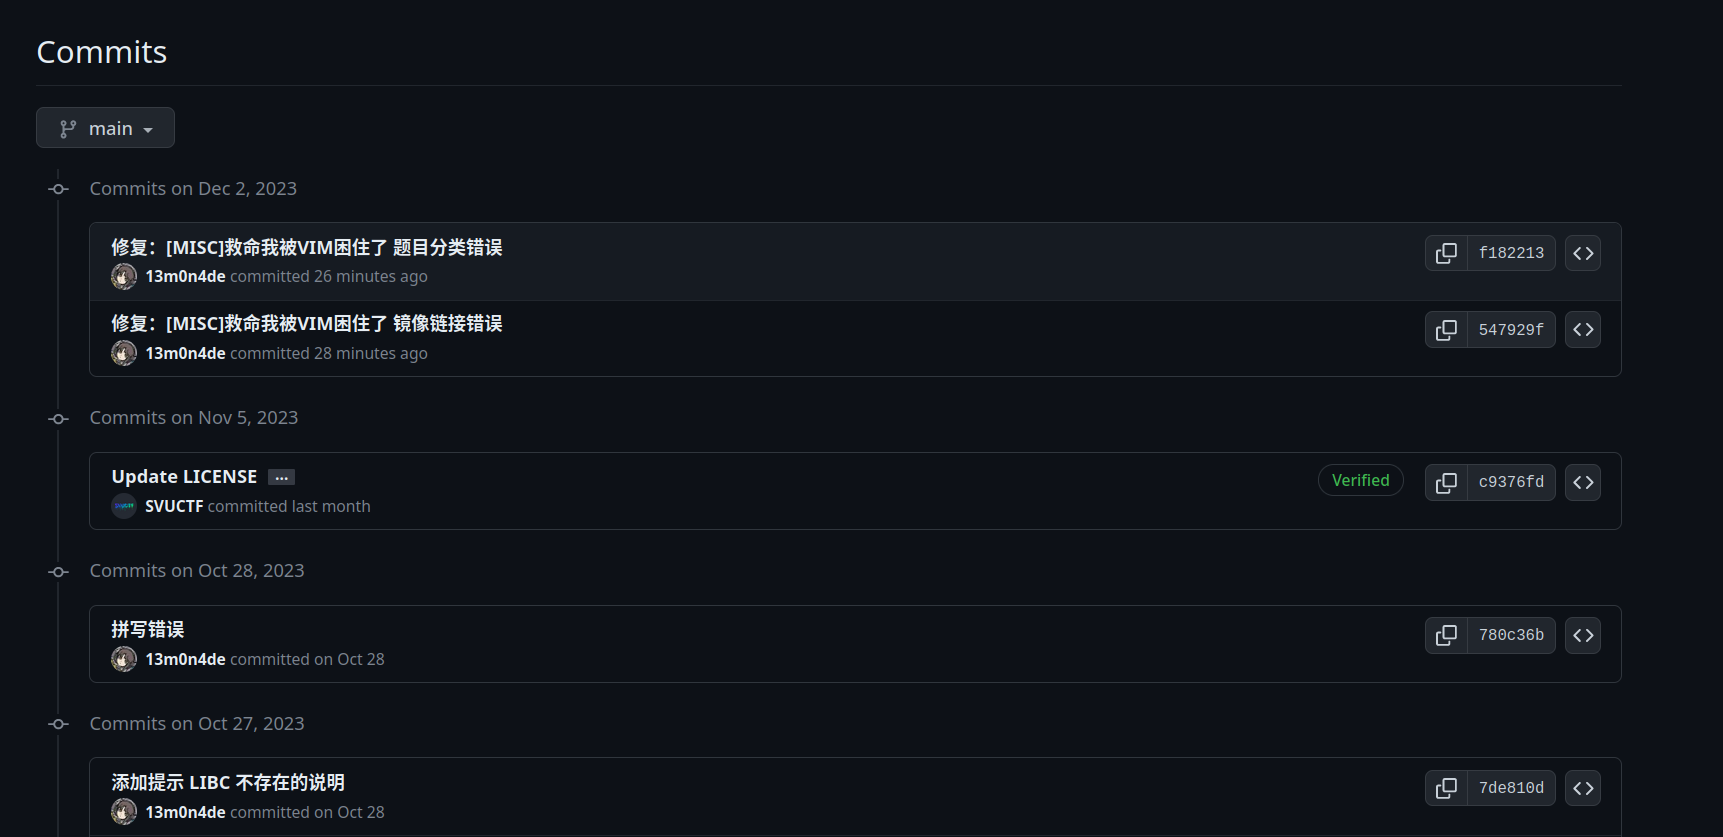 Commits
main
Commits on Dec 2, 2023
修复：[MISC]救命我被VIM困住了 题目分类错误
f182213
13m0n4de committed 26 minutes ago
修复：[MISC]救命我被VIM困住了 镜像链接错误
547929f
13m0n4de committed 28 minutes ago
Commits on Nov 5, 2023
Update LICENSE ...
Verified
c9376fd
SVUCTF committed last month
Commits on Oct 28, 2023
拼写错误
780c36b
13m0n4de committed on Oct 28
Commits on Oct 27, 2023
添加提示 LIBC 不存在的说明
7de810d
13m0n4de committed on Oct 28